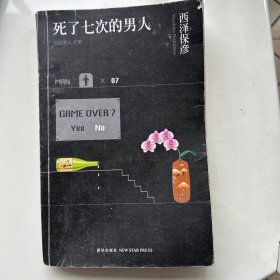 死了七次的男人
西泽保彦
MAN × 07
GAME OVER ?
Yes No
新星出版社 NEW STAR PRESS